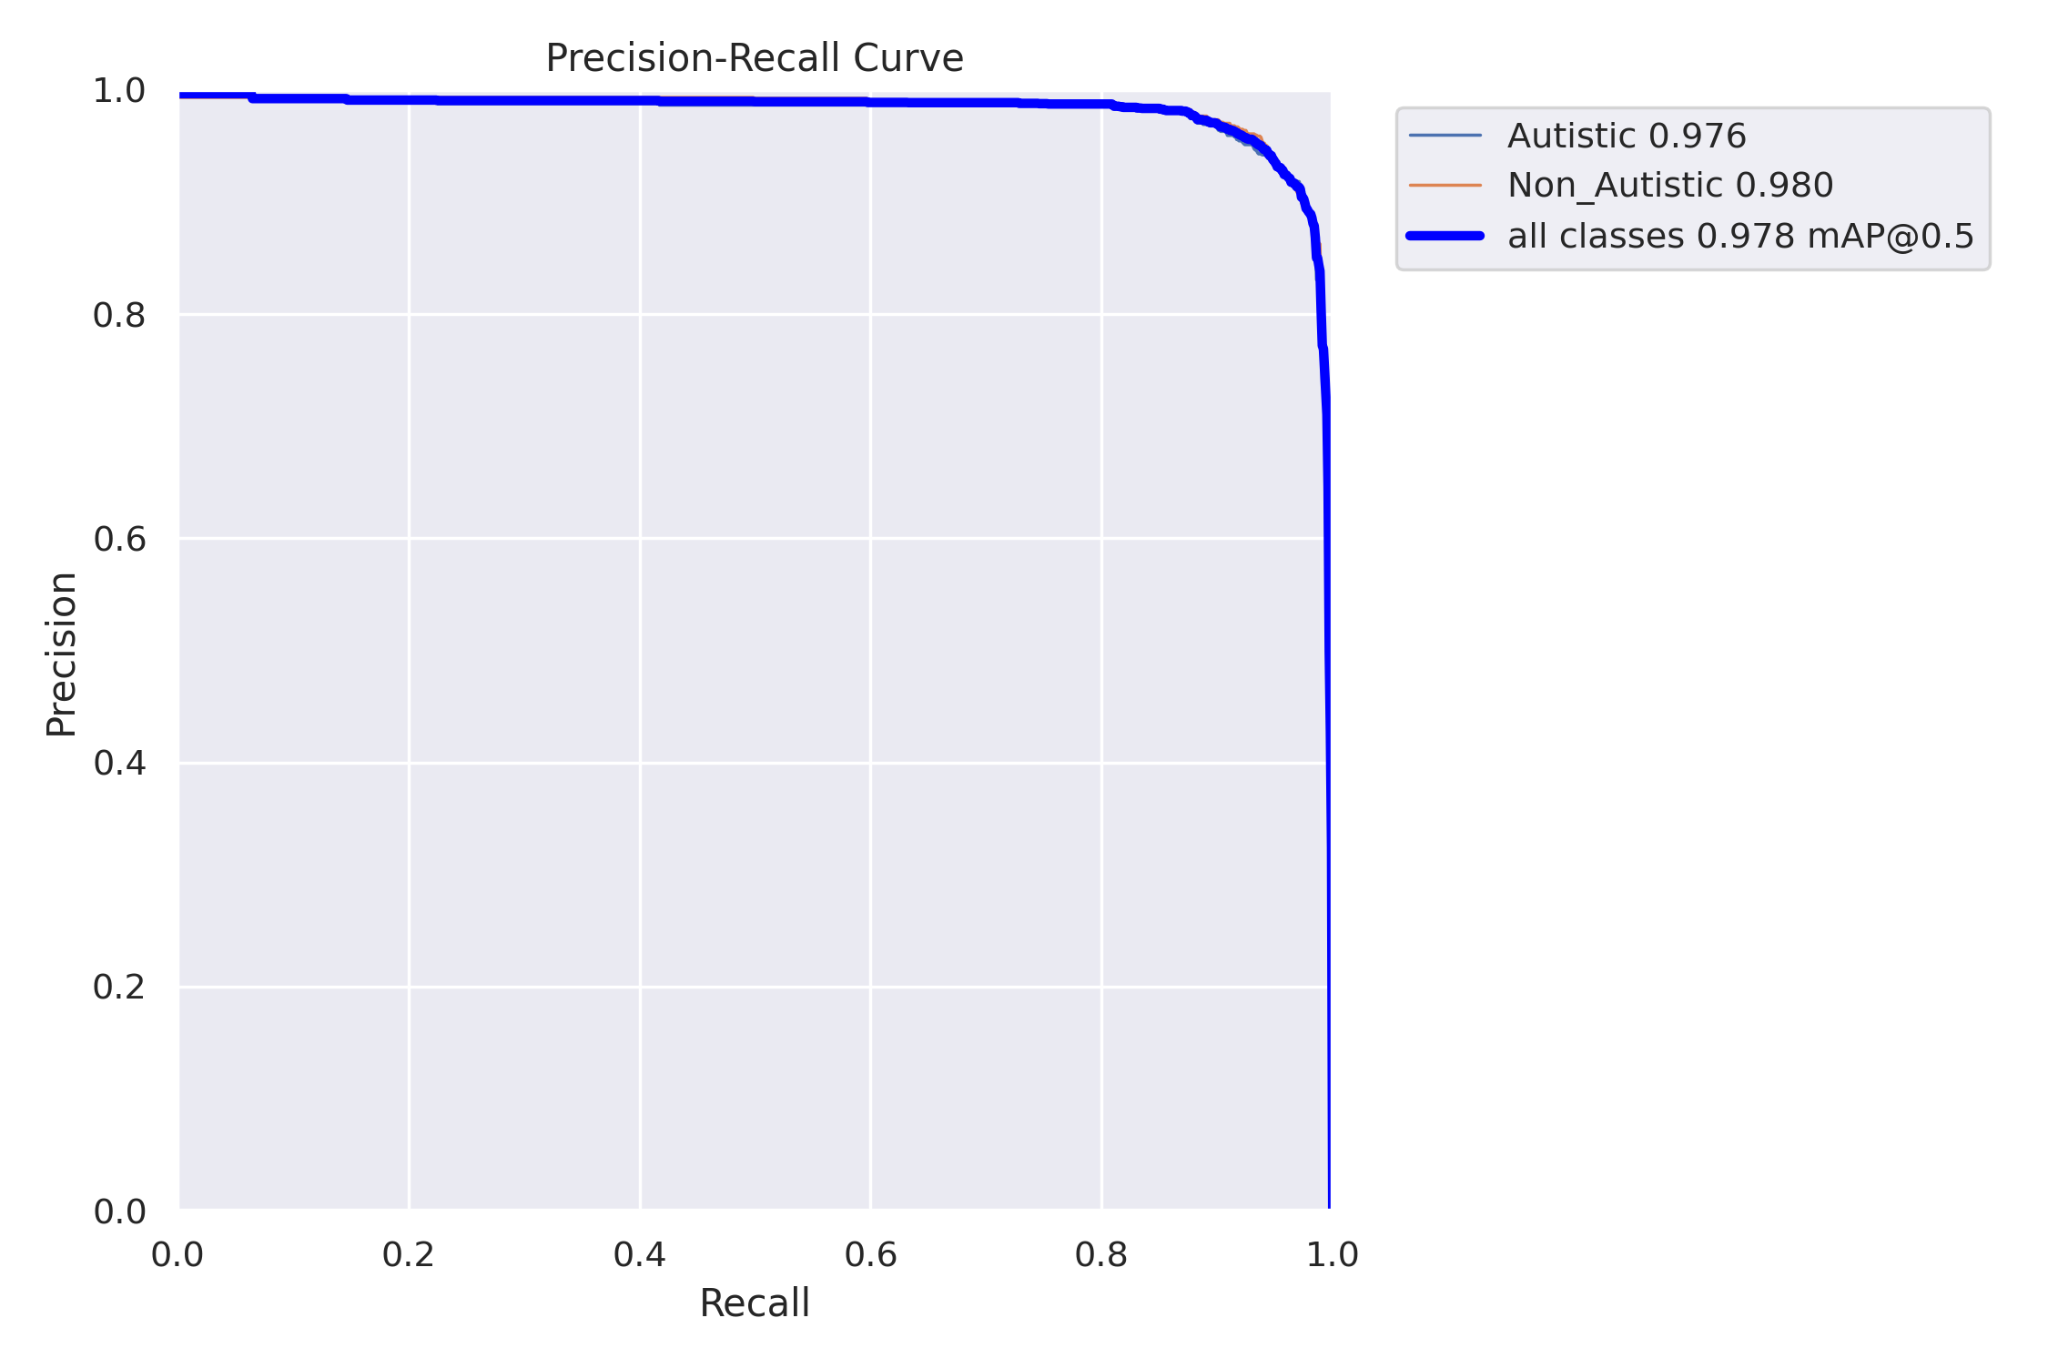 Precision-Recall Curve
1.0
0.8
0.6
0.4
0.2
0.0
Precision
0.0 0.2 0.4 0.6 0.8 1.0
Recall
Autistic 0.976
Non_Autistic 0.980
all classes 0.978 mAP@0.5